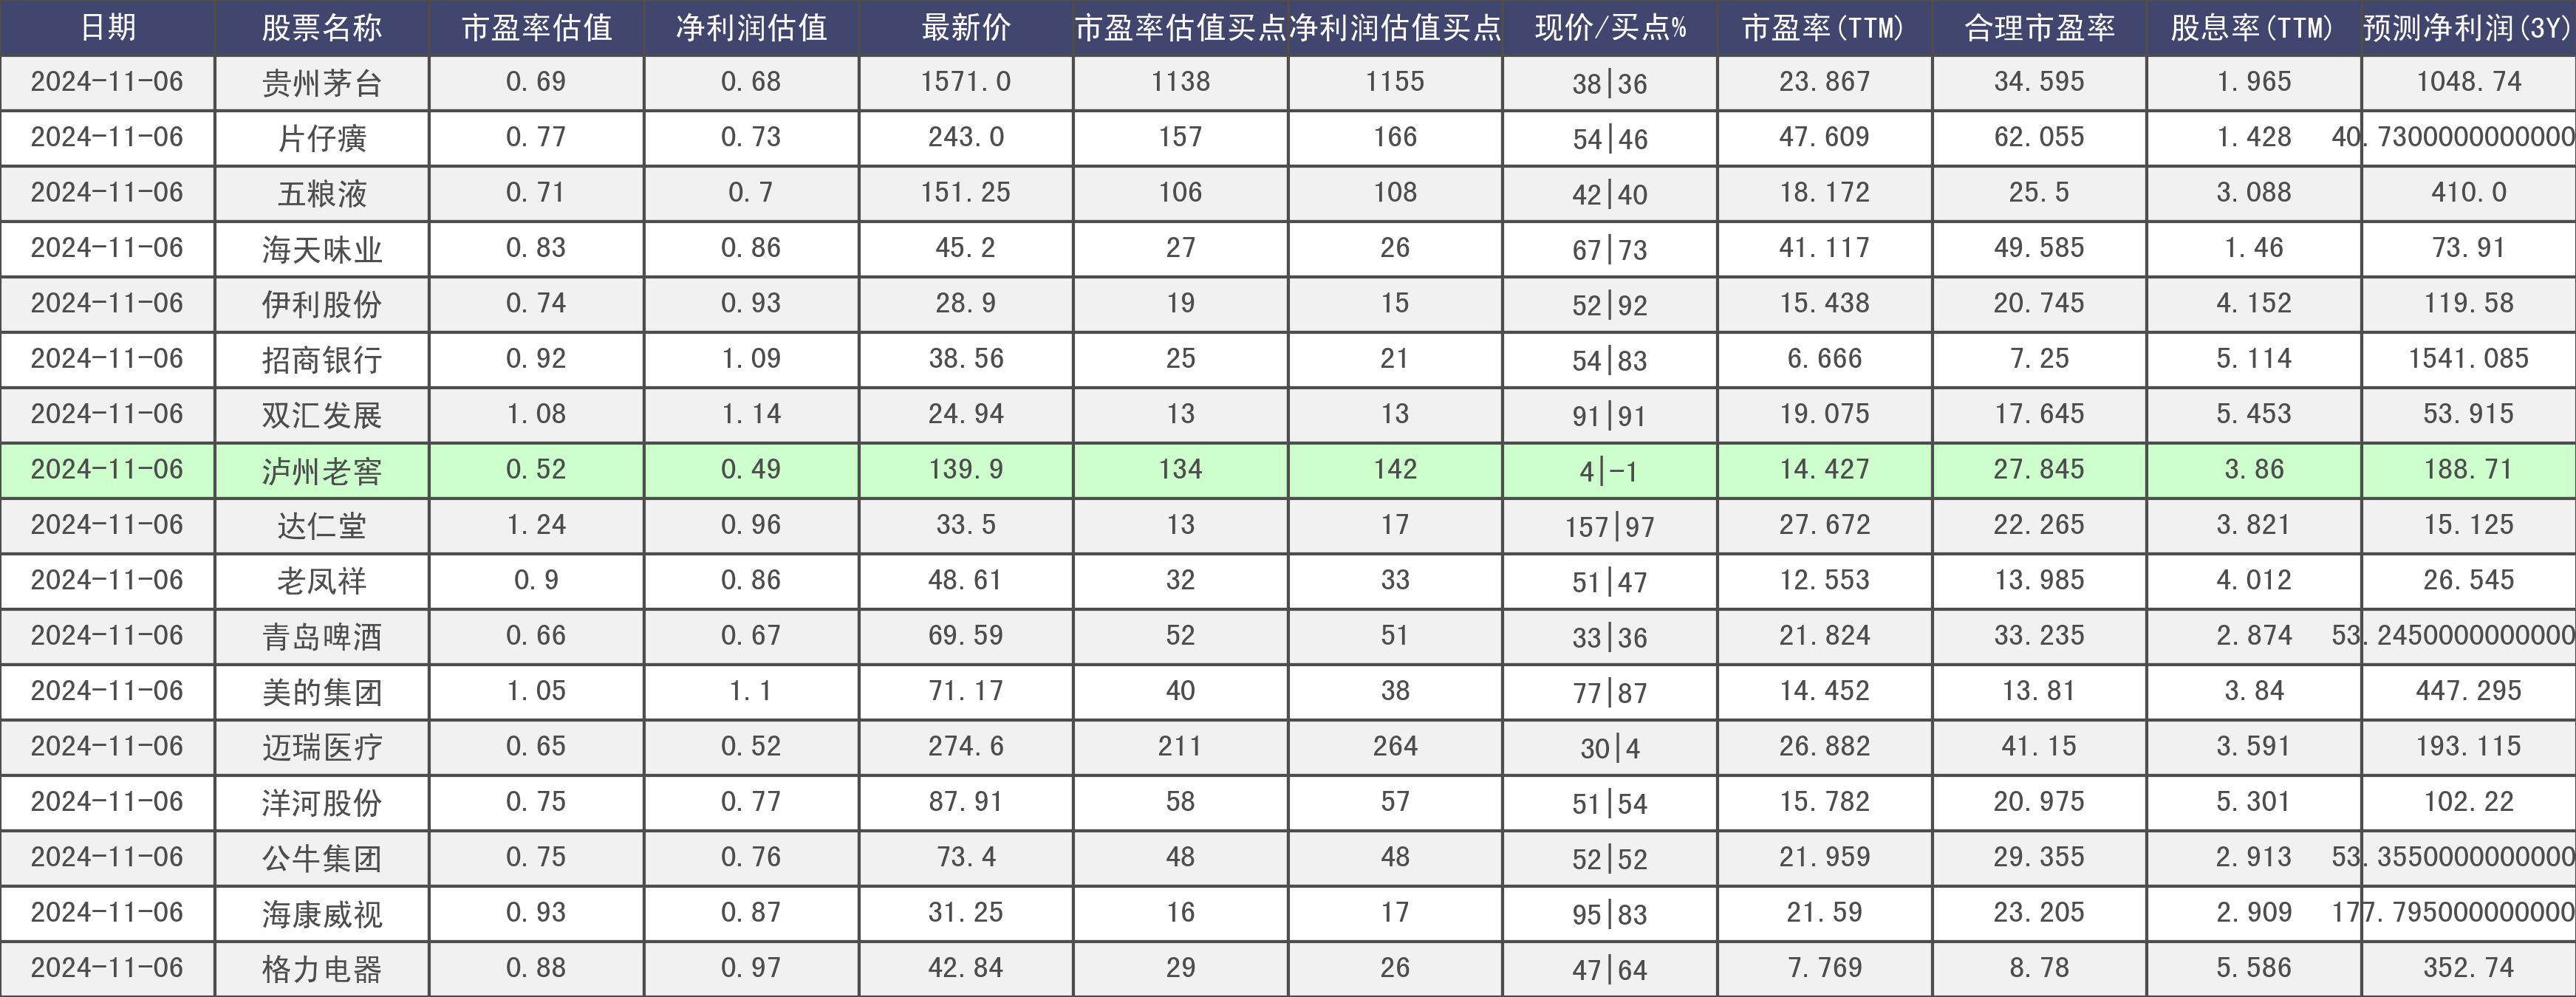 日期 股票名称 市盈率估值 净利润估值 最新价 市盈率估值买点 净利润估值买点 现价/买点% 市盈率(TTM) 合理市盈率 股息率(TTM) 预测净利润(3Y)
2024-11-06 贵州茅台 0.69 0.68 1571.0 1138 1155 38|36 23.867 34.595 1.965 1048.74
2024-11-06 片仔癀 0.77 0.73 243.0 157 166 54|46 47.609 62.055 1.428 40.7300000000000
2024-11-06 五粮液 0.71 0.7 151.25 106 108 42|40 18.172 25.5 3.088 410.0
2024-11-06 海天味业 0.83 0.86 45.2 27 26 67|73 41.117 49.585 1.46 73.91
2024-11-06 伊利股份 0.74 0.93 28.9 19 15 52|92 15.438 20.745 4.152 119.58
2024-11-06 招商银行 0.92 1.09 38.56 25 21 54|83 6.666 7.25 5.114 1541.085
2024-11-06 双汇发展 1.08 1.14 24.94 13 13 91|91 19.075 17.645 5.453 53.915
2024-11-06 泸州老窖 0.52 0.49 139.9 134 142 4|-1 14.427 27.845 3.86 188.71
2024-11-06 达仁堂 1.24 0.96 33.5 13 17 157|97 27.672 22.265 3.821 15.125
2024-11-06 老凤祥 0.9 0.86 48.61 32 33 51|47 12.553 13.985 4.012 26.545
2024-11-06 青岛啤酒 0.66 0.67 69.59 52 51 33|36 21.824 33.235 2.874 53.2450000000000
2024-11-06 美的集团 1.05 1.1 71.17 40 38 77|87 14.452 13.81 3.84 447.295
2024-11-06 迈瑞医疗 0.65 0.52 274.6 211 264 30|4 26.882 41.15 3.591 193.115
2024-11-06 洋河股份 0.75 0.77 87.91 58 57 51|54 15.782 20.975 5.301 102.22
2024-11-06 公牛集团 0.75 0.76 73.4 48 48 52|52 21.959 29.355 2.913 53.3550000000000
2024-11-06 海康威视 0.93 0.87 31.25 16 17 95|83 21.59 23.205 2.909 177.795000000000
2024-11-06 格力电器 0.88 0.97 42.84 29 26 47|64 7.769 8.78 5.586 352.74